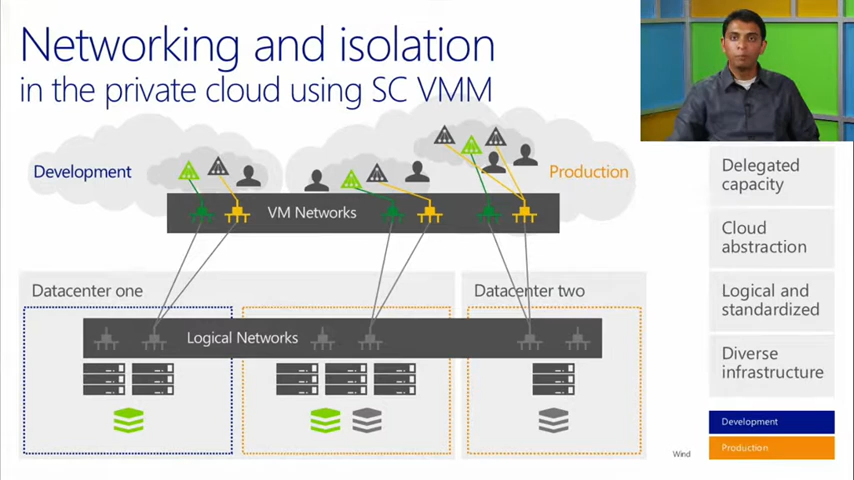 Networking and isolation
in the private cloud using SC VMM
Development
Production
VM Networks
Datacenter one
Datacenter two
Logical Networks
Delegated
capacity
Cloud
abstraction
Logical and
standardized
Diverse
infrastructure
Development
Production
Wind